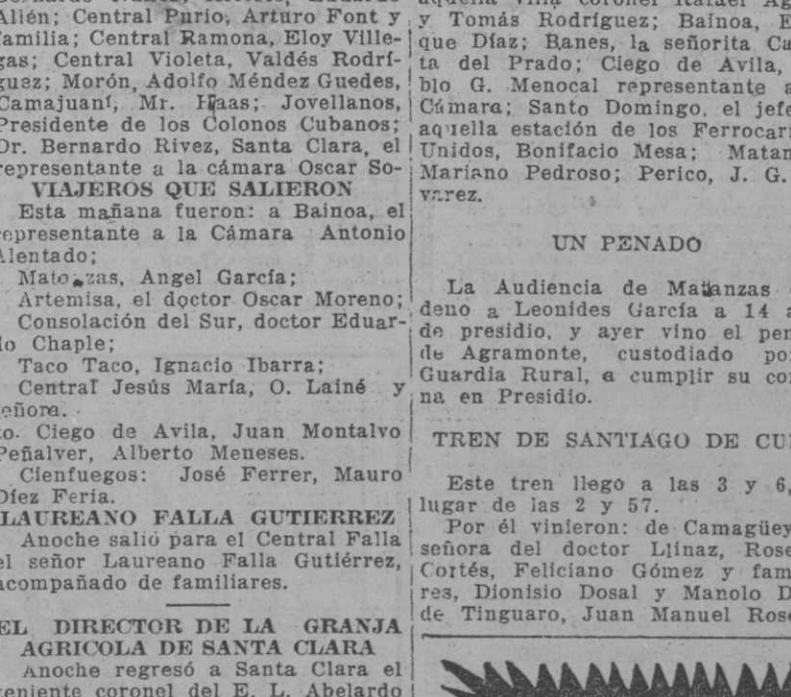 Allén; Central Purio, Arturo Font y
familia; Central Ramona, Eloy Ville-
gas; Central Violeta, Valdés Rodrí-
guez; Morón, Adolfo Méndez Guedes,
Camajuaní, Mr. Haas; Jovellanos,
Presidente de los Colonos Cubanos;
Dr. Bernardo Rivez, Santa Clara, el
representante a la cámara Oscar So-
VIAJEROS QUE SALIERON
Esta mañana fueron: a Bainoa, el
representante a la Cámara Antonio
Alentado;
Matanzas, Angel García;
Artemisa, el doctor Oscar Moreno;
Consolación del Sur, doctor Eduar-
do Chaple;
Taco Taco, Ignacio Ibarra;
Central Jesús María, O. Lainé y
señora.
to. Ciego de Avila, Juan Montalvo
Peñalver, Alberto Meneses.
Cienfuegos: José Ferrer, Mauro
Díez Feria.
LAUREANO FALLA GUTIERREZ
Anoche salió para el Central Falla
el señor Laureano Falla Gutiérrez,
acompañado de familiares.
EL DIRECTOR DE LA GRANJA
AGRICOLA DE SANTA CLARA
Anoche regresó a Santa Clara el
teniente coronel del E. L. Abelardo
aquella villa coronel Rafael Ag
y Tomás Rodríguez; Bainoa, E
que Díaz; Banes, la señorita Ca
ta del Prado; Ciego de Avila,
blo G. Menocal representante a
Cámara; Santo Domingo, el jefe
aquella estación de los Ferrocarr
Unidos, Bonifacio Mesa; Matan
Mariano Pedroso; Perico, J. G.
varez.
UN PENADO
La Audiencia de Matanzas
deno a Leonides García a 14 a
de presidio, y ayer vino el pen
de Agramonte, custodiado po
Guardia Rural, a cumplir su co
na en Presidio.
TREN DE SANTIAGO DE CU
Este tren llego a las 3 y 6,
lugar de las 2 y 57.
Por él vinieron: de Camagüey
señora del doctor Llinaz, Rose
Cortés, Feliciano Gómez y fam
res, Dionisio Dosal y Manolo D
de Tinguaro, Juan Manuel Rose